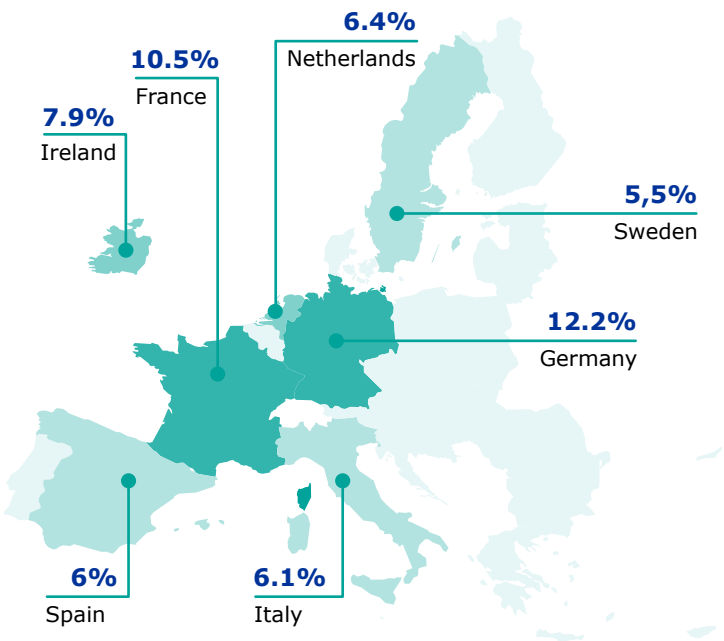 6.4%
Netherlands
10.5%
France
7.9%
Ireland
5,5%
Sweden
12.2%
Germany
6%
Spain
6.1%
Italy